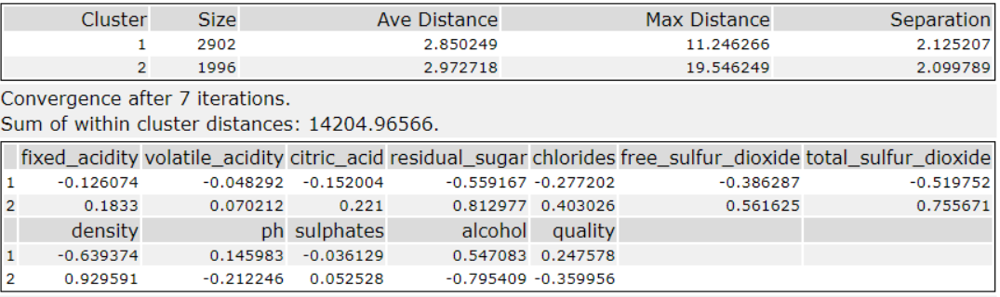 Cluster Size Ave Distance Max Distance Separation
1 2902 2.850249 11.246266 2.125207
2 1996 2.972718 19.546249 2.099789
Convergence after 7 iterations.
Sum of within cluster distances: 14204.96566.
fixed_acidity volatile_acidity citric_acid residual_sugar chlorides free_sulfur_dioxide total_sulfur_dioxide
1 -0.126074 -0.048292 -0.152004 -0.559167 -0.277202 -0.386287 -0.519752
2 0.1833 0.070212 0.221 0.812977 0.403026 0.561625 0.755671
density ph sulphates alcohol quality
1 -0.639374 0.145983 -0.036129 0.547083 0.247578
2 0.929591 -0.212246 0.052528 -0.795409 -0.359956